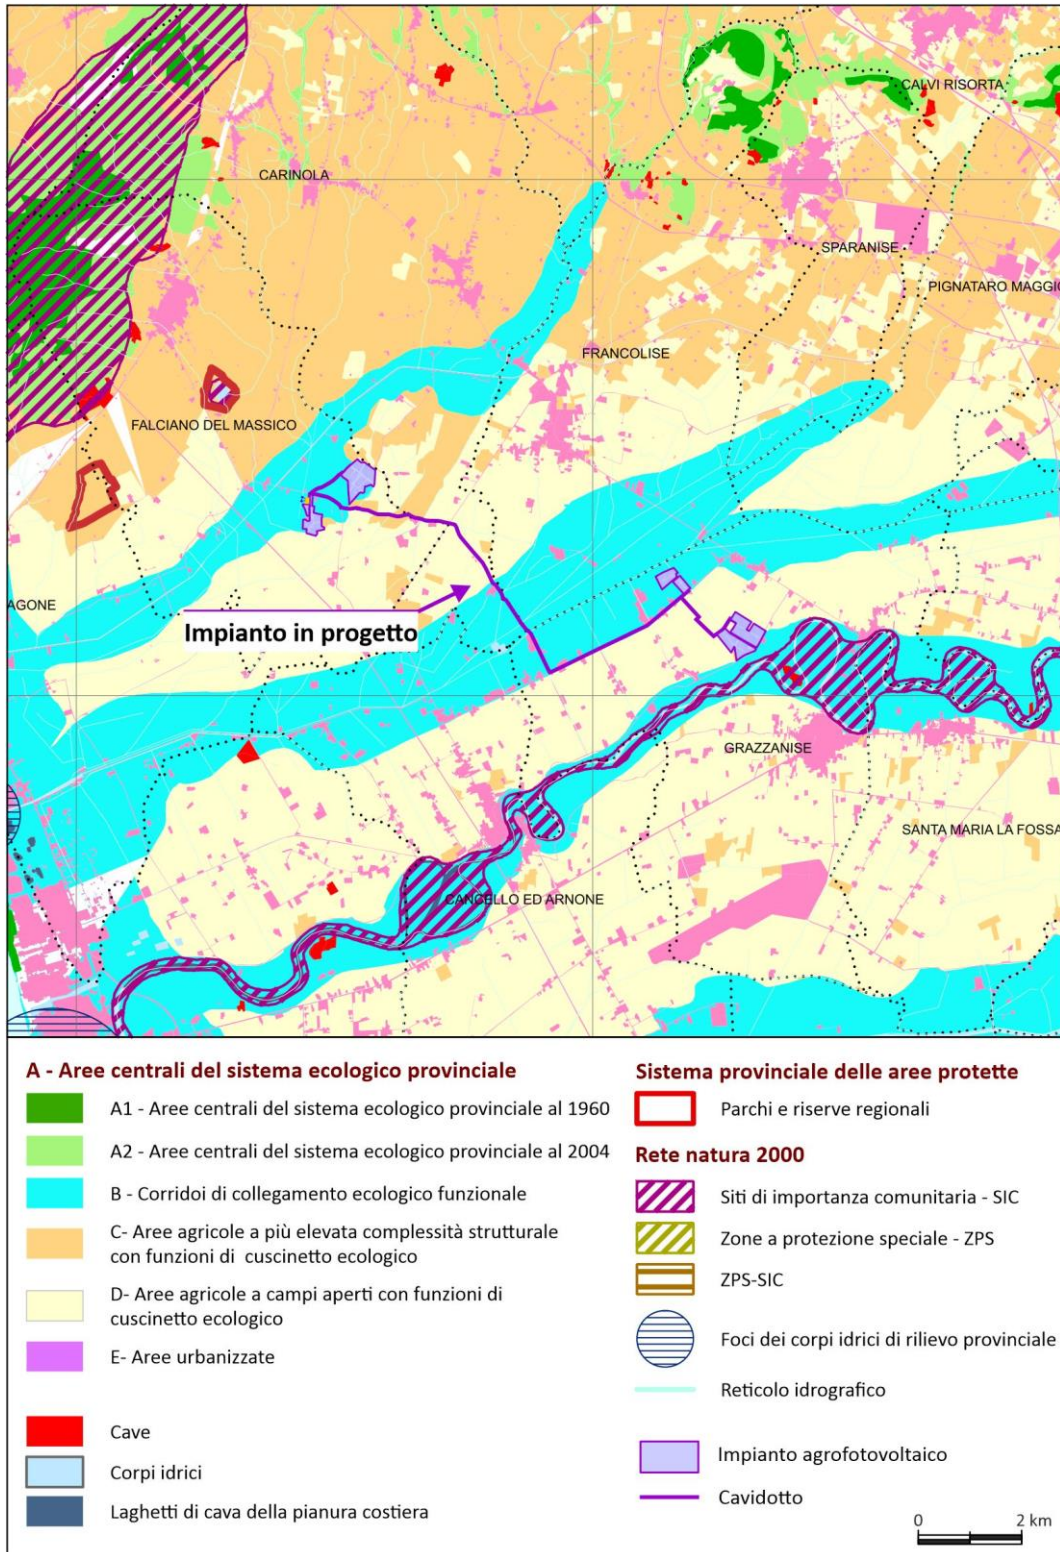 CALVI RISORTA
CARINOLA
SPARANISE
PIGNATARO MAGGIO
FRANCOLISE
FALCIANO DEL MASSICO
AGONE
Impianto in progetto
GRAZZANISE
SANTA MARIA LA FOSSA
CANCELLO ED ARNONE
A - Aree centrali del sistema ecologico provinciale
A1 - Aree centrali del sistema ecologico provinciale al 1960
A2 - Aree centrali del sistema ecologico provinciale al 2004
B - Corridoi di collegamento ecologico funzionale
C- Aree agricole a più elevata complessità strutturale
con funzioni di cuscinetto ecologico
D- Aree agricole a campi aperti con funzioni di
cuscinetto ecologico
E- Aree urbanizzate
Cave
Corpi idrici
Laghetti di cava della pianura costiera
Sistema provinciale delle aree protette
Parchi e riserve regionali
Rete natura 2000
Siti di importanza comunitaria - SIC
Zone a protezione speciale - ZPS
ZPS-SIC
Foci dei corpi idrici di rilievo provinciale
Reticolo idrografico
Impianto agrofotovoltaico
Cavidotto
0 2 km